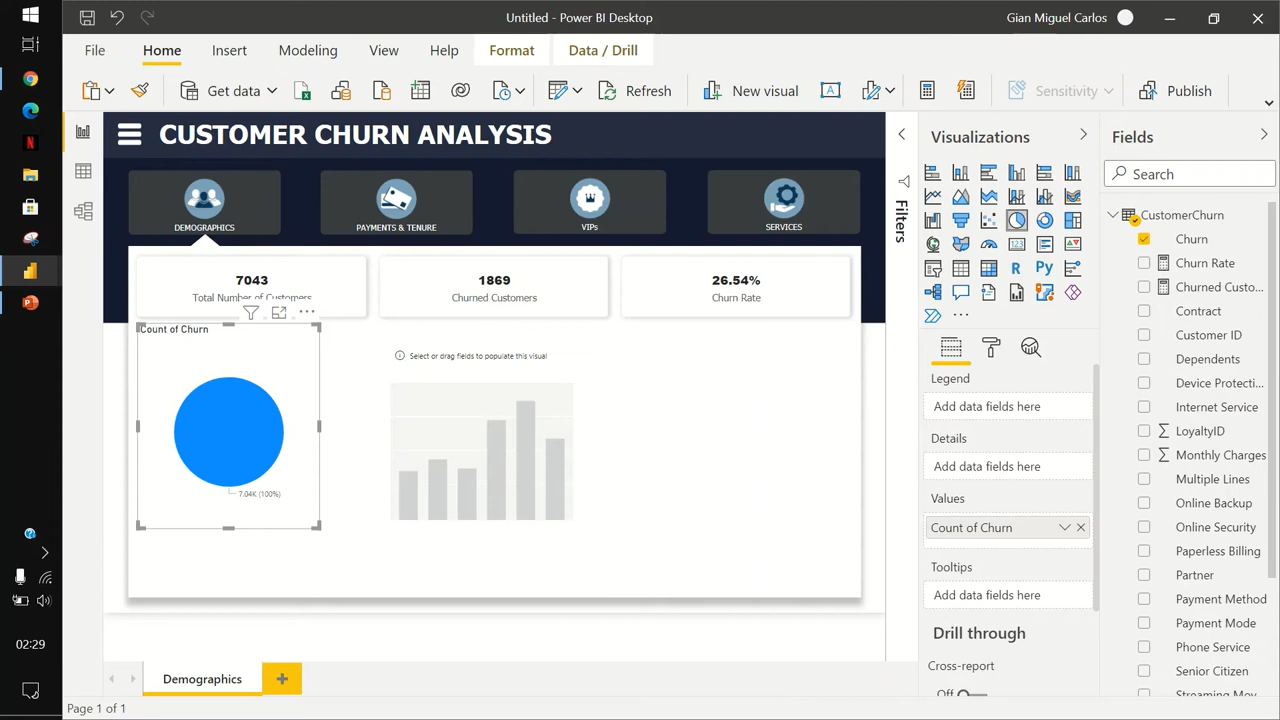 Untitled - Power BI Desktop
Gian Miguel Carlos
File Home Insert Modeling View Help Format Data / Drill
Get data Refresh New visual Sensitivity Publish
CUSTOMER CHURN ANALYSIS
DEMOGRAPHICS
PAYMENTS & TENURE
VIPs
SERVICES
7043
Total Number of Customers
1869
Churned Customers
26.54%
Churn Rate
Count of Churn
7.04K (100%)
Select or drag fields to populate this visual
Filters
Visualizations
R Py
Legend
Add data fields here
Details
Add data fields here
Values
Count of Churn
Tooltips
Add data fields here
Drill through
Cross-report
Off
Fields
Search
CustomerChurn
Churn
Churn Rate
Churned Custo...
Contract
Customer ID
Dependents
Device Protecti...
Internet Service
LoyaltyID
Monthly Charges
Multiple Lines
Online Backup
Online Security
Paperless Billing
Partner
Payment Method
Payment Mode
Phone Service
Senior Citizen
Streaming Mov...
02:29
Demographics
Page 1 of 1